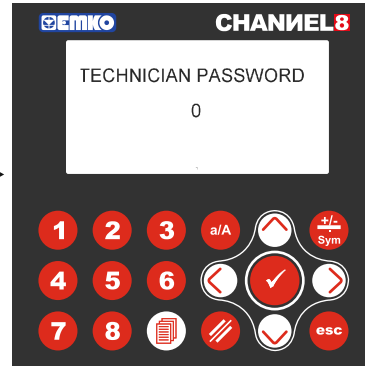 EMKO CHANNEL8
TECHNICIAN PASSWORD
0
1 2 3 a/A +/- Sym
4 5 6
7 8 esc